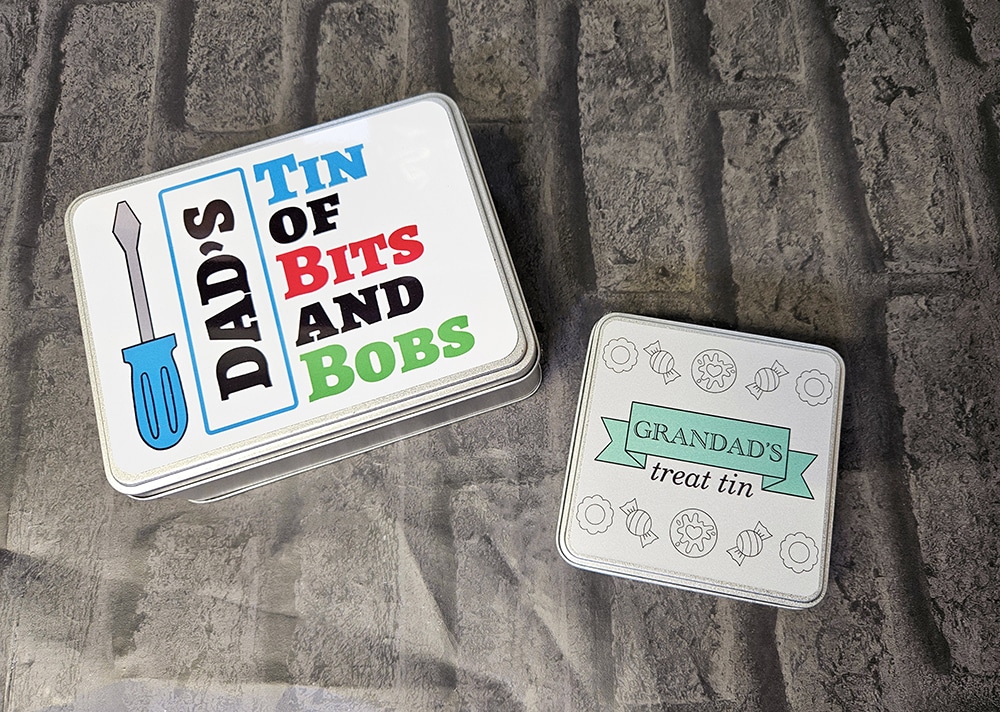 DAD'S
TIN
OF
BITS
AND
BOBS
GRANDAD'S
treat tin